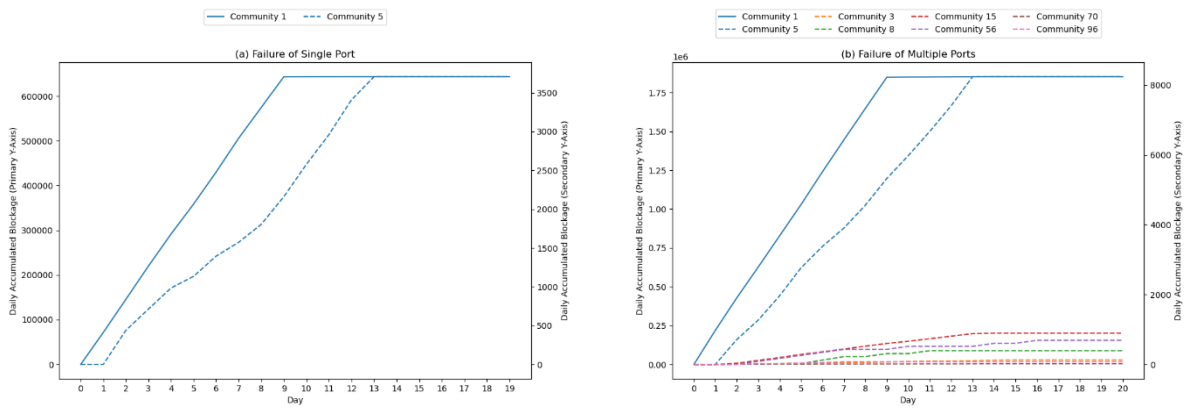 Community 1 Community 5
(a) Failure of Single Port
Daily Accumulated Blockage (Primary Y-Axis)
600000
500000
400000
300000
200000
100000
0
3500
3000
2500
2000
1500
1000
500
0
Daily Accumulated Blockage (Secondary Y-Axis)
0 1 2 3 4 5 6 7 8 9 10 11 12 13 14 15 16 17 18 19
Day
Community 1 Community 3 Community 15 Community 70
Community 5 Community 8 Community 56 Community 96
(b) Failure of Multiple Ports
1e6
Daily Accumulated Blockage (Primary Y-Axis)
1.75
1.50
1.25
1.00
0.75
0.50
0.25
0.00
8000
6000
4000
2000
0
Daily Accumulated Blockage (Secondary Y-Axis)
0 1 2 3 4 5 6 7 8 9 10 11 12 13 14 15 16 17 18 19 20
Day